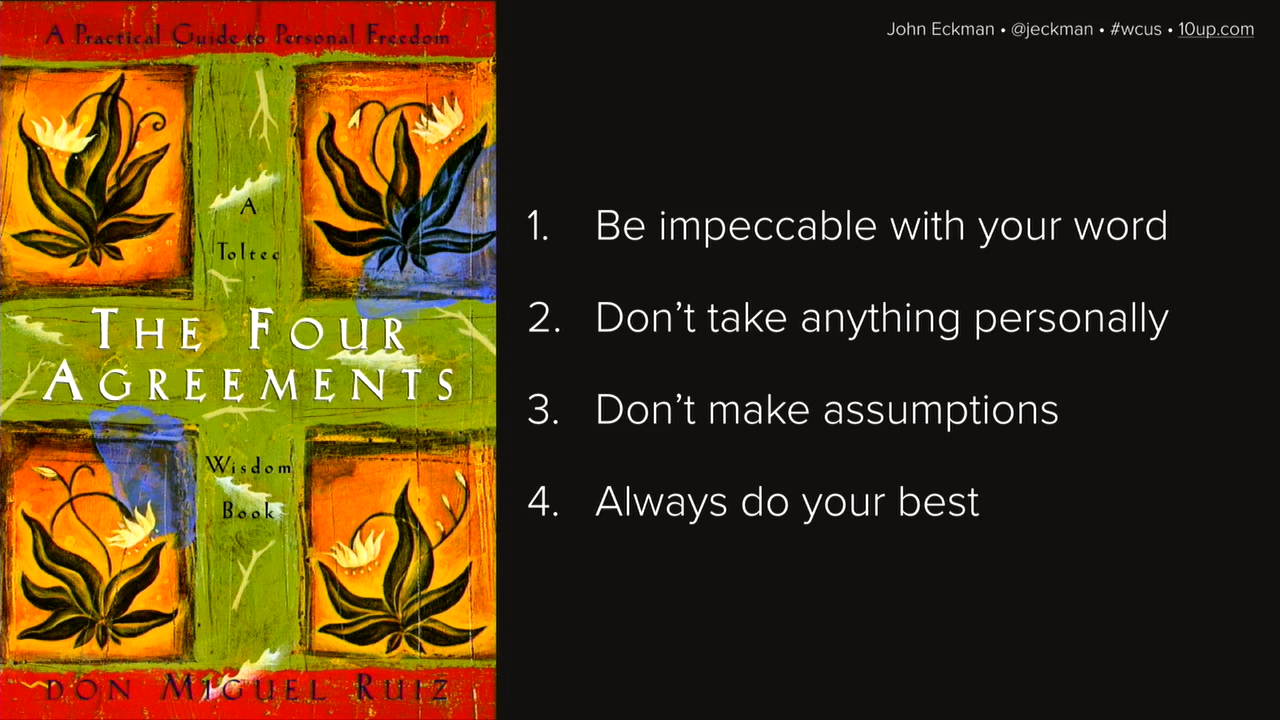 A Practical Guide to Personal Freedom
A
Toltec
THE FOUR
AGREEMENTS
Wisdom
Book
DON MIGUEL RUIZ
John Eckman • @jeckman • #wcus • 10up.com
1. Be impeccable with your word
2. Don’t take anything personally
3. Don’t make assumptions
4. Always do your best